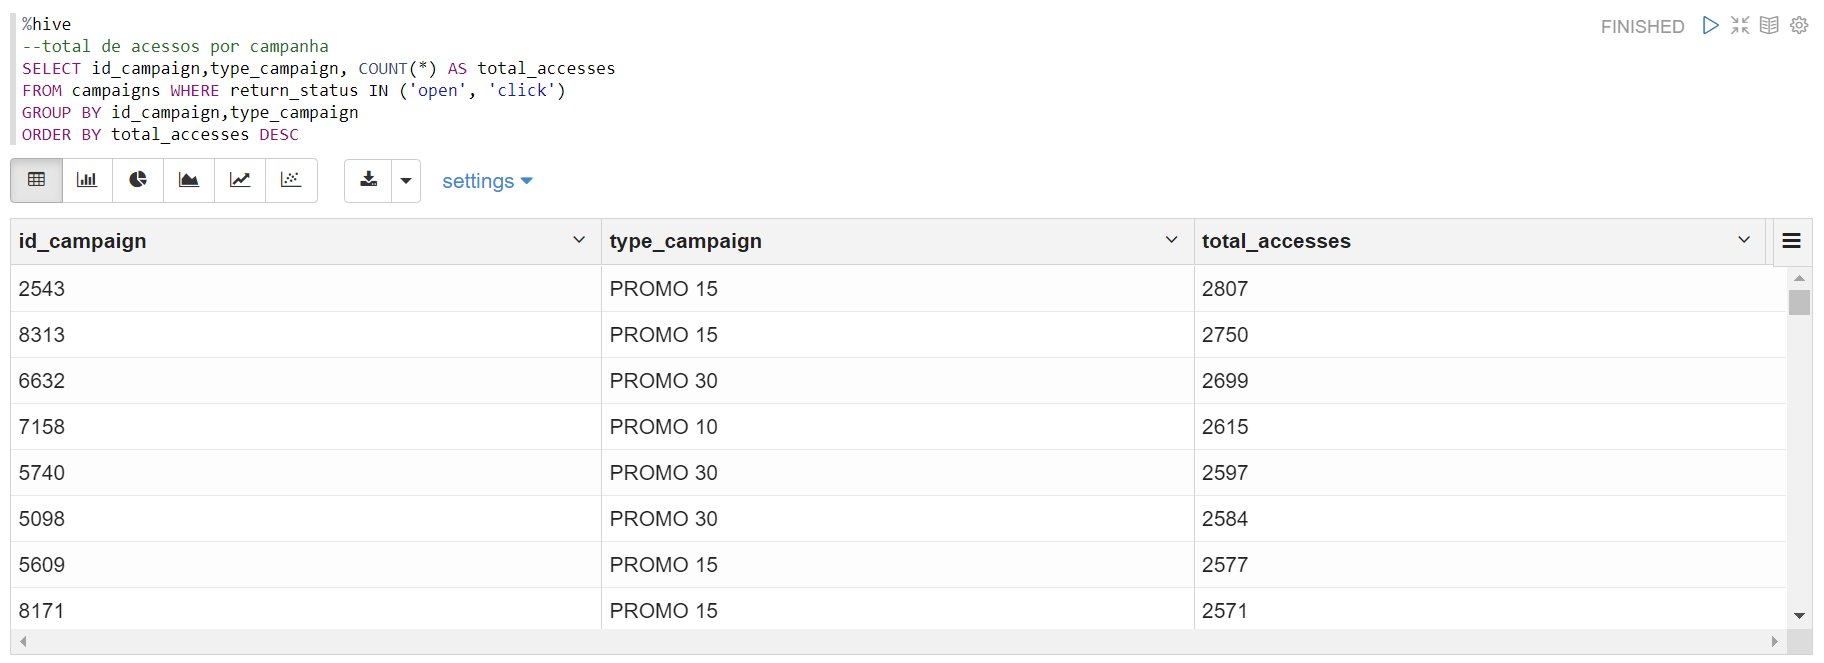 %hive
--total de acessos por campanha
SELECT id_campaign,type_campaign, COUNT(*) AS total_accesses
FROM campaigns WHERE return_status IN ('open', 'click')
GROUP BY id_campaign,type_campaign
ORDER BY total_accesses DESC
FINISHED
settings
id_campaign type_campaign total_accesses
2543 PROMO 15 2807
8313 PROMO 15 2750
6632 PROMO 30 2699
7158 PROMO 10 2615
5740 PROMO 30 2597
5098 PROMO 30 2584
5609 PROMO 15 2577
8171 PROMO 15 2571